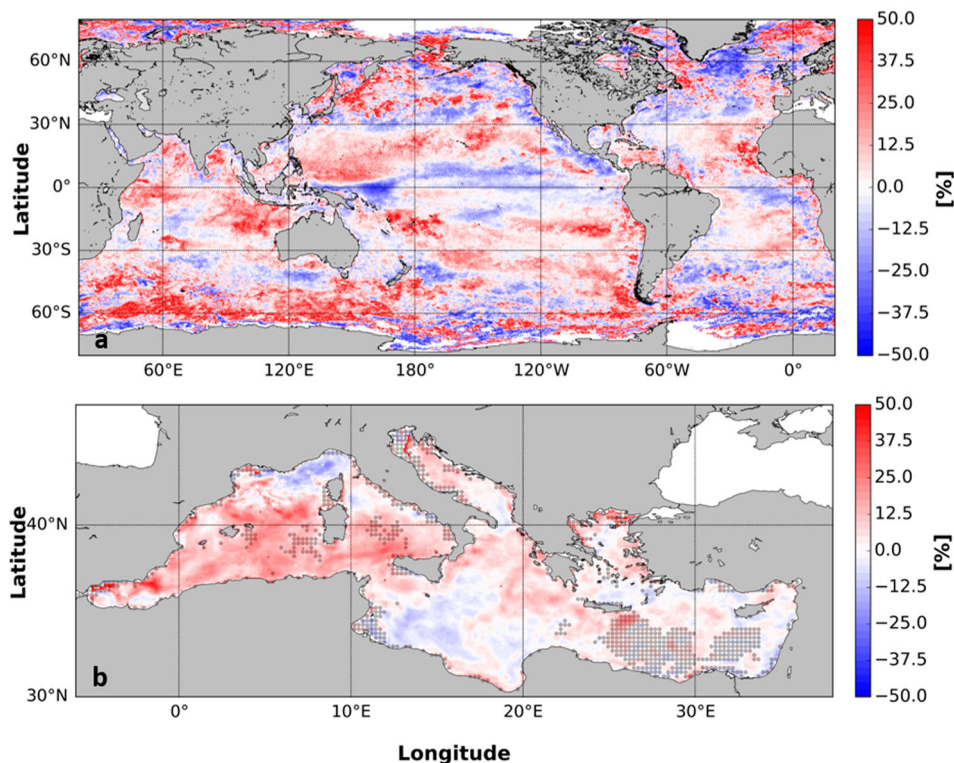 50.0
37.5
25.0
12.5
0.0
−12.5
−25.0
−37.5
−50.0
[%]
60°N
30°N
0°
30°S
60°S
Latitude
a
60°E
120°E
180°
120°W
60°W
0°
50.0
37.5
25.0
12.5
0.0
−12.5
−25.0
−37.5
−50.0
[%]
40°N
30°N
Latitude
b
0°
10°E
20°E
30°E
Longitude